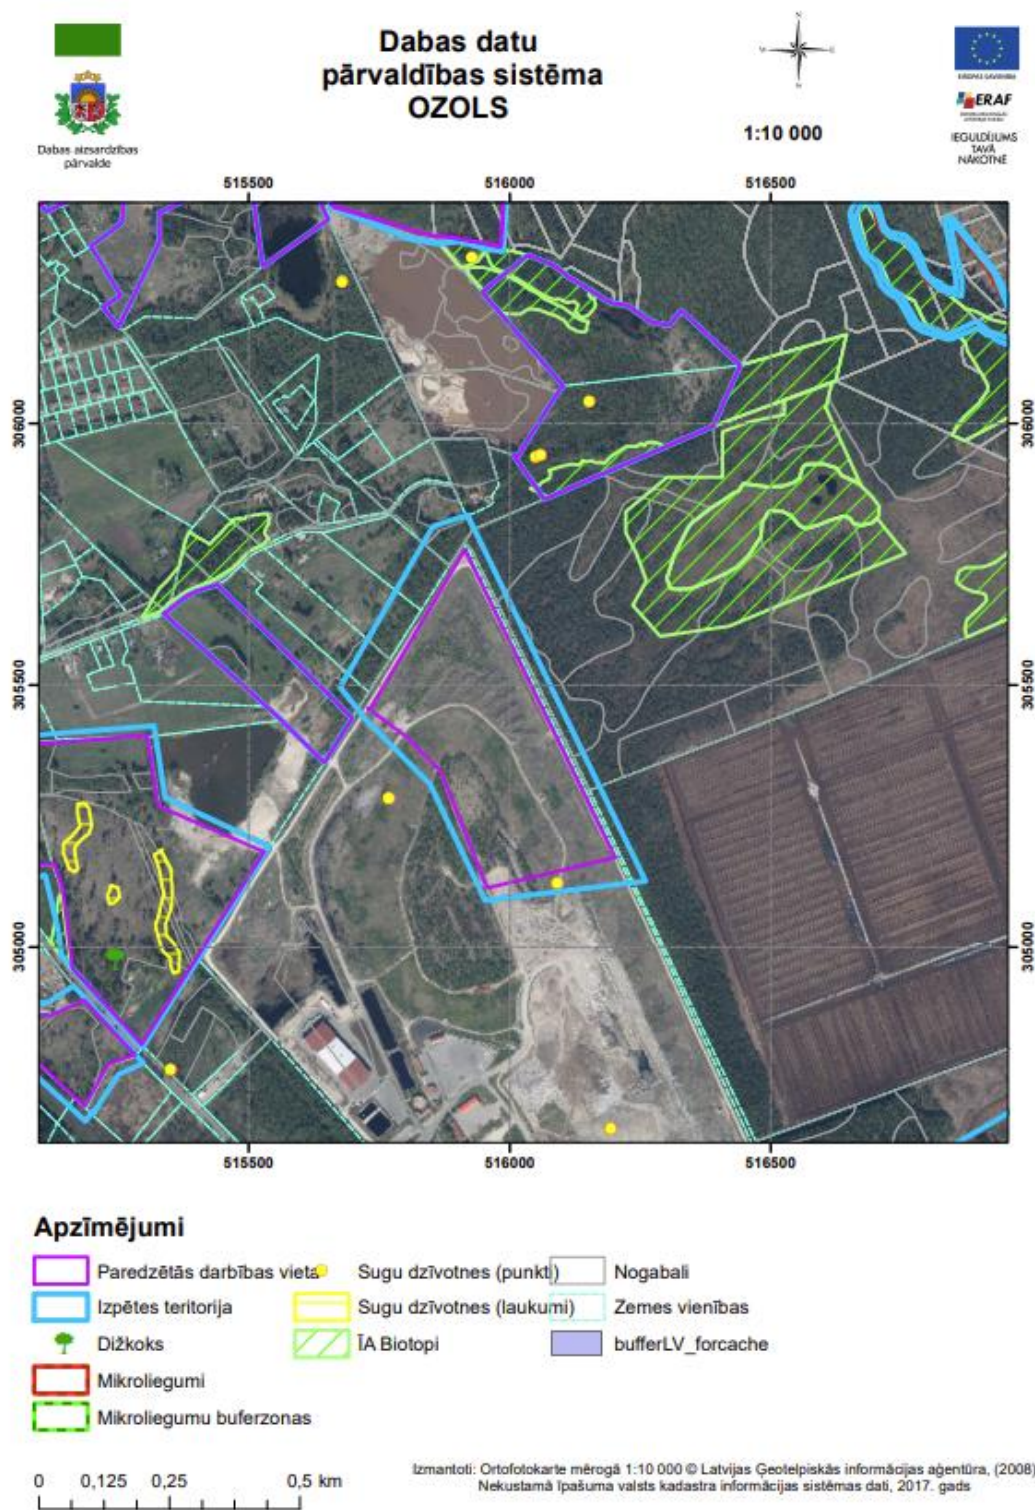 Dabas datu
pārvaldības sistēma
OZOLS
Dabas aizsardzības
pārvalde
N
W
E
S
1:10 000
EIROPAS SAVIENĪBA
ERAF
IEGULDĪJUMS
TAVĀ
NĀKOTNĒ
515500 516000 516500
306000 306000
305500 305500
305000 305000
515500 516000 516500
Apzīmējumi
Paredzētās darbības vieta
Sugu dzīvotnes (punkti)
Nogabali
Izpētes teritorija
Sugu dzīvotnes (laukumi)
Zemes vienības
Dižkoks
ĪA Biotopi
bufferLV_forcache
Mikroliegumi
Mikroliegumu buferzonas
0 0,125 0,25 0,5 km
Izmantoti: Ortofotokarte mērogā 1:10 000 © Latvijas Ģeotelpiskās informācijas aģentūra, (2008)
Nekustamā īpašuma valsts kadastra informācijas sistēmas dati, 2017. gads